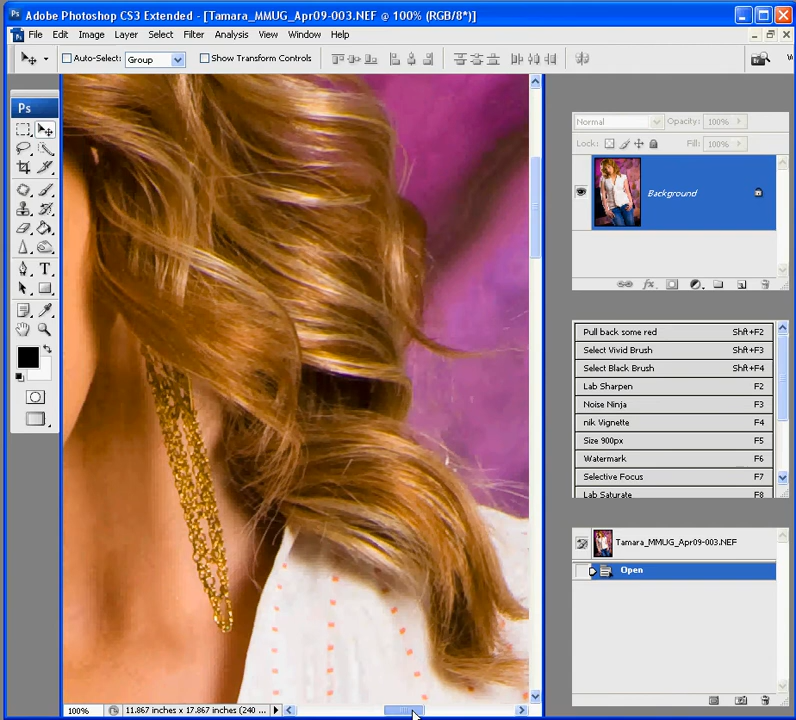 Adobe Photoshop CS3 Extended - [Tamara_MMUG_Apr09-003.NEF @ 100% (RGB/8*)]
File Edit Image Layer Select Filter Analysis View Window Help
Auto-Select: Group Show Transform Controls
Ps
Normal Opacity: 100%
Lock: Fill: 100%
Background
T
Pull back some red Shft+F2
Select Vivid Brush Shft+F3
Select Black Brush Shft+F4
Lab Sharpen F2
Noise Ninja F3
nik Vignette F4
Size 900px F5
Watermark F6
Selective Focus F7
Lab Saturate F8
Tamara_MMUG_Apr09-003.NEF
Open
100% 11.867 inches x 17.867 inches (240 ...